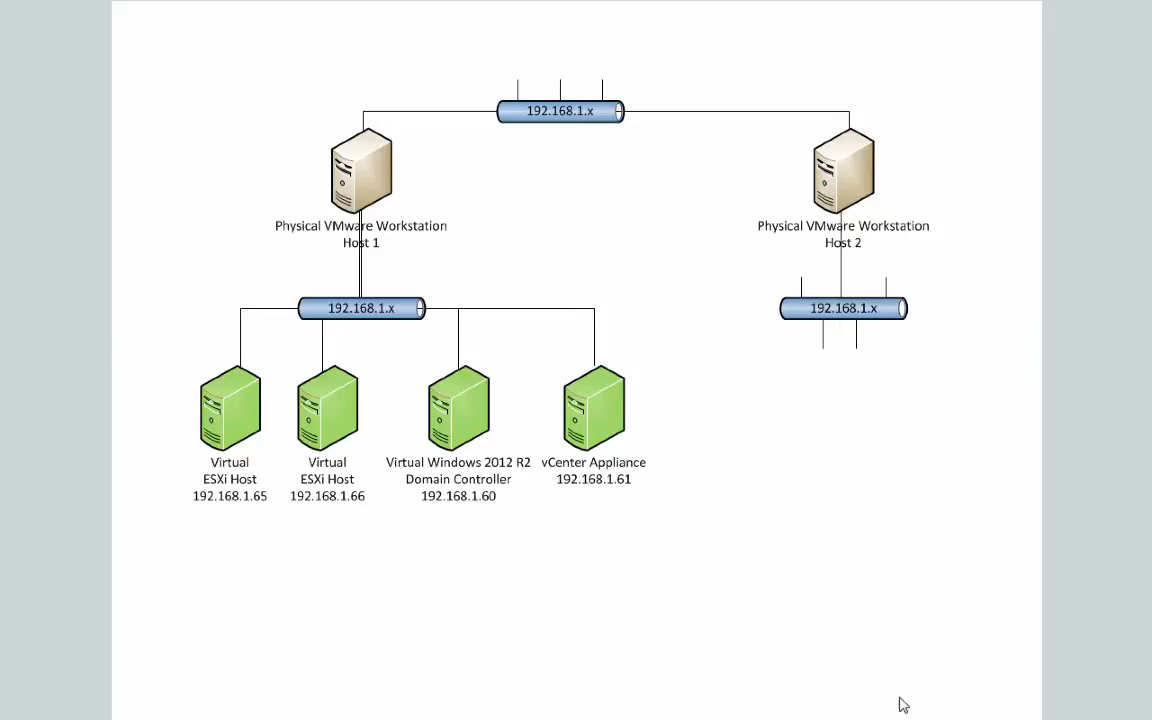 192.168.1.x
Physical VMware Workstation
Host 1
Physical VMware Workstation
Host 2
192.168.1.x
192.168.1.x
Virtual
ESXi Host
192.168.1.65
Virtual
ESXi Host
192.168.1.66
Virtual Windows 2012 R2
Domain Controller
192.168.1.60
vCenter Appliance
192.168.1.61